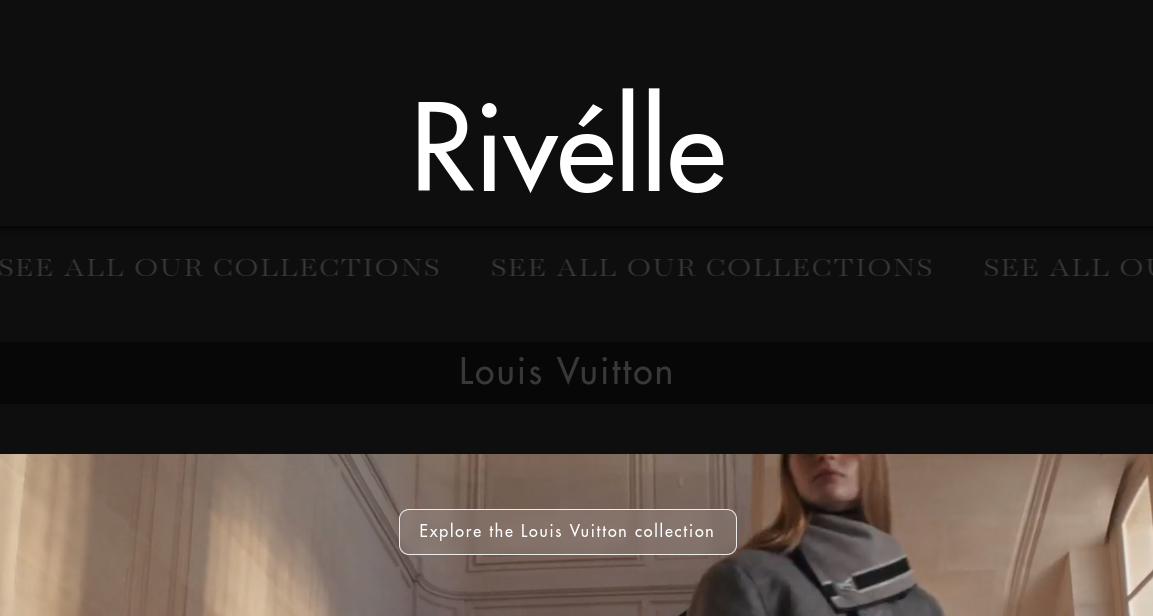 Rivélle
SEE ALL OUR COLLECTIONS SEE ALL OUR COLLECTIONS SEE ALL OU
Louis Vuitton
Explore the Louis Vuitton collection